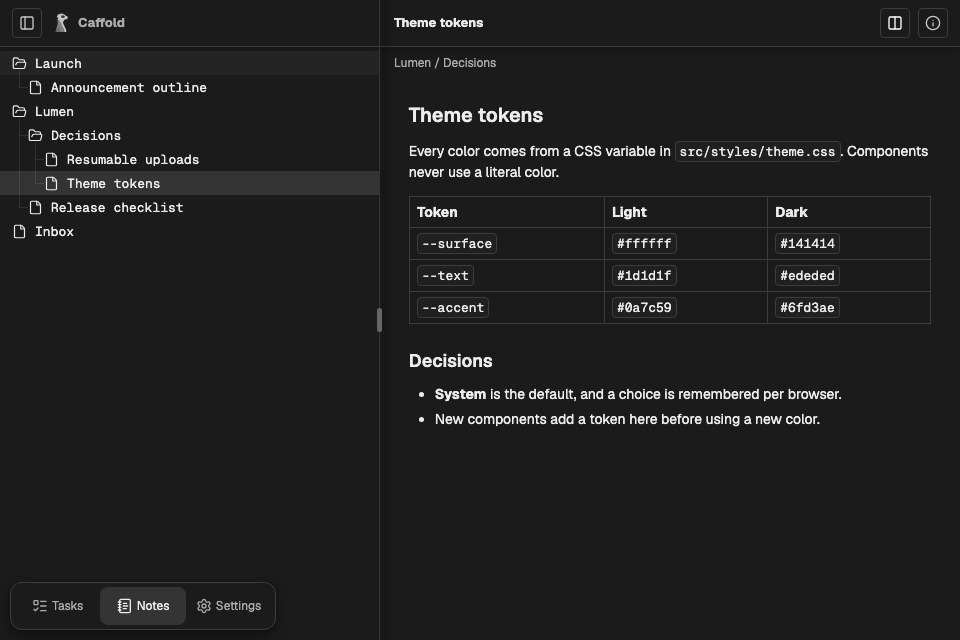 Caffold
Launch
Announcement outline
Lumen
Decisions
Resumable uploads
Theme tokens
Release checklist
Inbox
Tasks
Notes
Settings
Theme tokens
Lumen / Decisions
Theme tokens
Every color comes from a CSS variable in src/styles/theme.css. Components
never use a literal color.
Token Light Dark
--surface #ffffff #141414
--text #1d1d1f #ededed
--accent #0a7c59 #6fd3ae
Decisions
• System is the default, and a choice is remembered per browser.
• New components add a token here before using a new color.